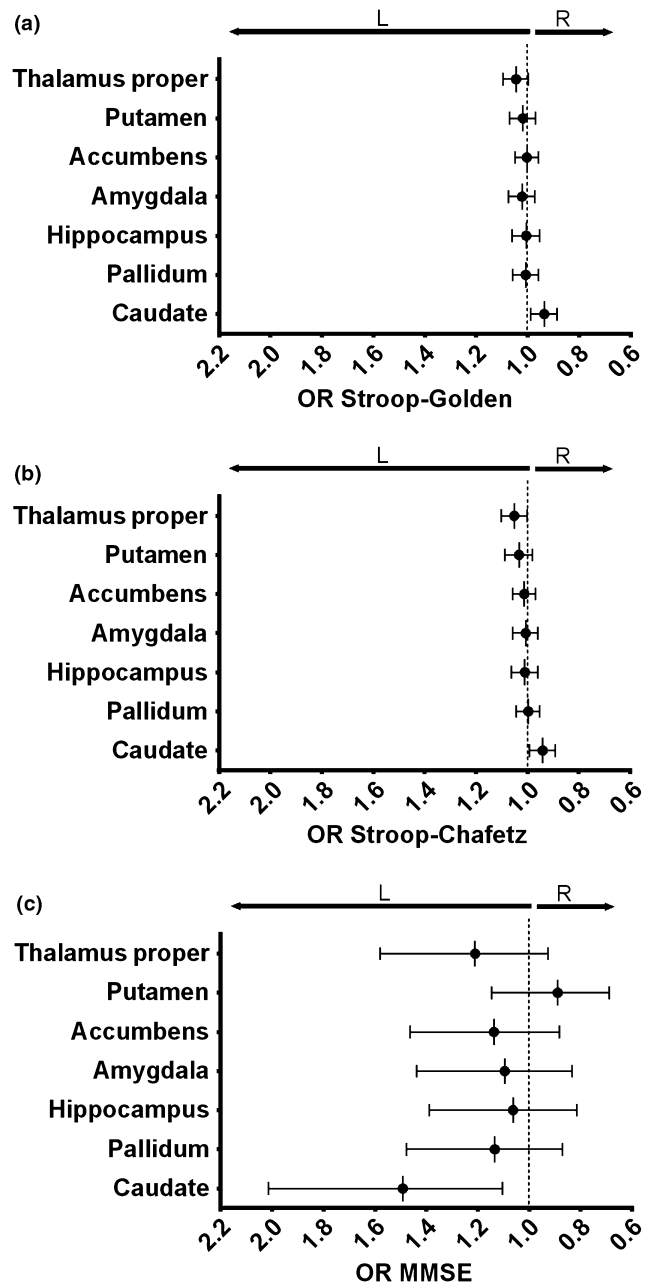 (a)
L R
Thalamus proper
Putamen
Accumbens
Amygdala
Hippocampus
Pallidum
Caudate
2.2 2.0 1.8 1.6 1.4 1.2 1.0 0.8 0.6
OR Stroop-Golden
(b)
L R
Thalamus proper
Putamen
Accumbens
Amygdala
Hippocampus
Pallidum
Caudate
2.2 2.0 1.8 1.6 1.4 1.2 1.0 0.8 0.6
OR Stroop-Chafetz
(c)
L R
Thalamus proper
Putamen
Accumbens
Amygdala
Hippocampus
Pallidum
Caudate
2.2 2.0 1.8 1.6 1.4 1.2 1.0 0.8 0.6
OR MMSE